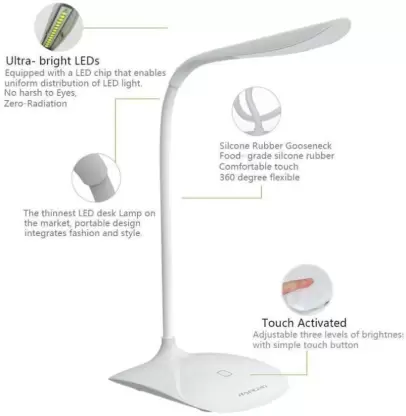 Ultra- bright LEDs
Equipped with a LED chip that enables
uniform distribution of LED light.
No harsh to Eyes,
Zero-Radiation
Silcone Rubber Gooseneck
Food- grade silcone rubber
Comfortable touch
360 degree flexible
The thinnest LED desk Lamp on
the market, portable design
integrates fashion and style.
Touch Activated
Adjustable three levels of brightnes:
with simple touch button